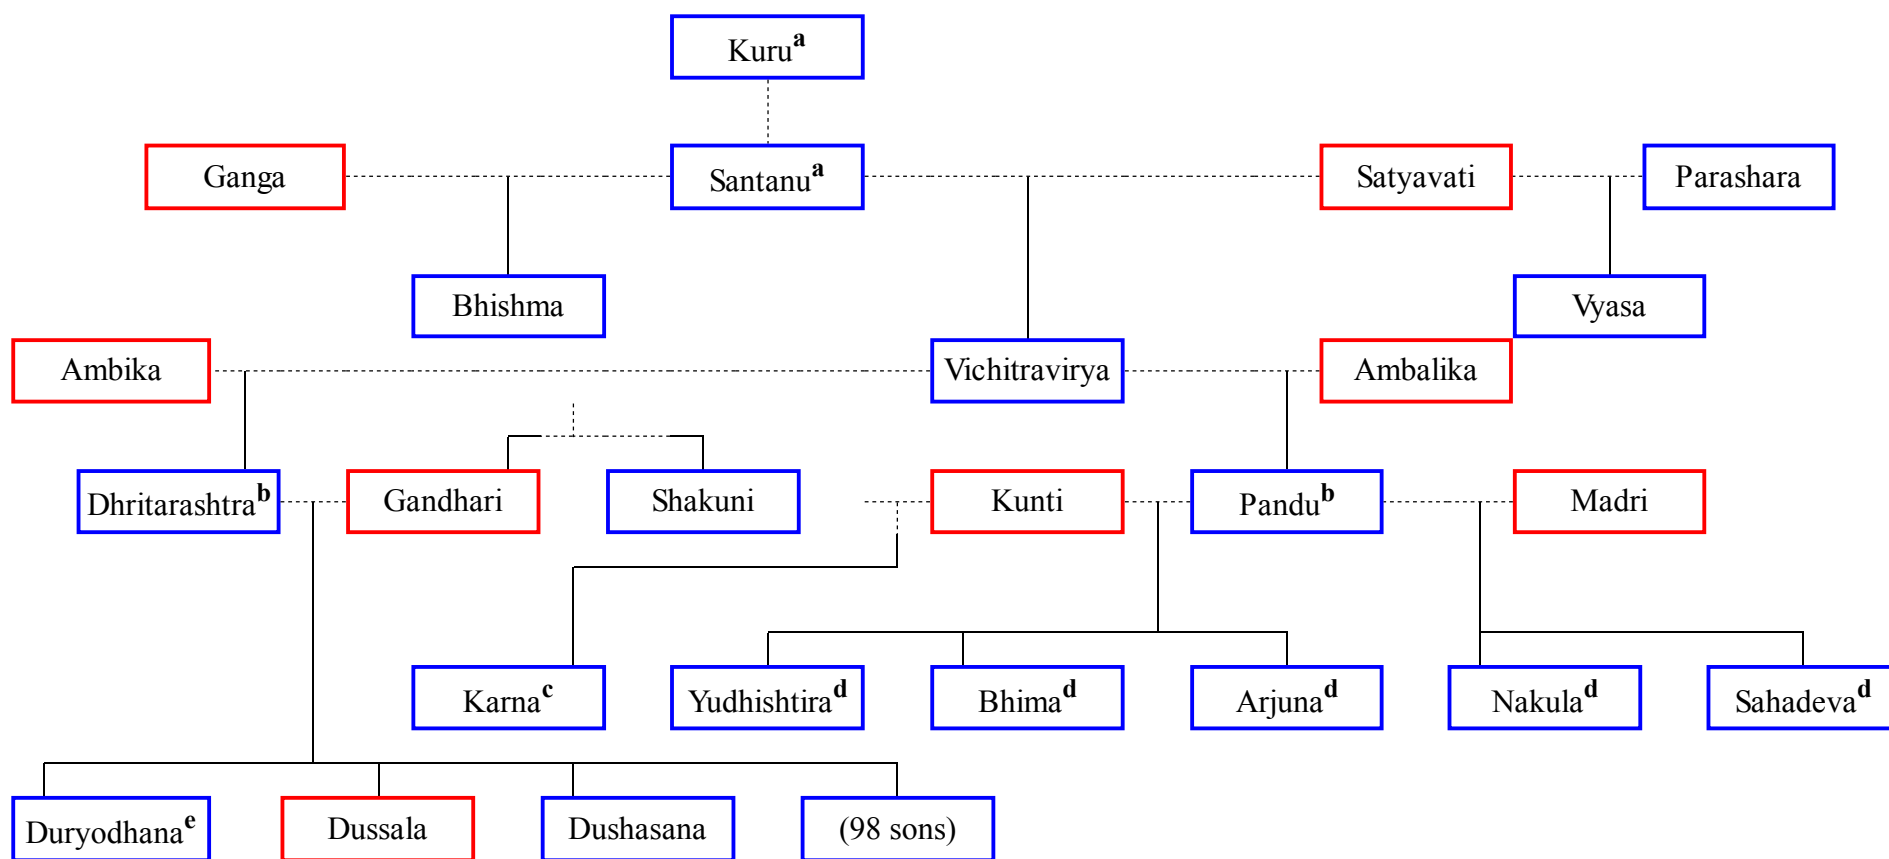 Kurua
Ganga
Santanua
Satyavati
Parashara
Bhishma
Vyasa
Ambika
Vichitravirya
Ambalika
Dhritarashtrab
Gandhari
Shakuni
Kunti
Pandub
Madri
Karnac
Yudhishtirad
Bhimad
Arjunad
Nakulad
Sahadevad
Duryodhanae
Dussala
Dushasana
(98 sons)